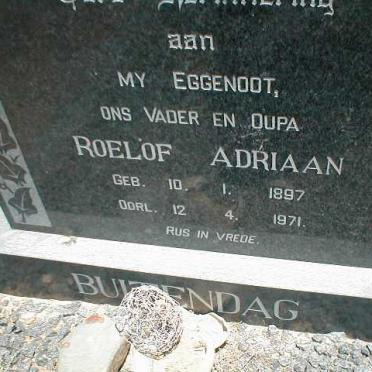 aan
MY EGGENOOT,
ONS VADER EN OUPA
ROELOF ADRIAAN
GEB. 10. 1. 1897
OORL. 12 4. 1971.
RUS IN VREDE.
BUITENDAG